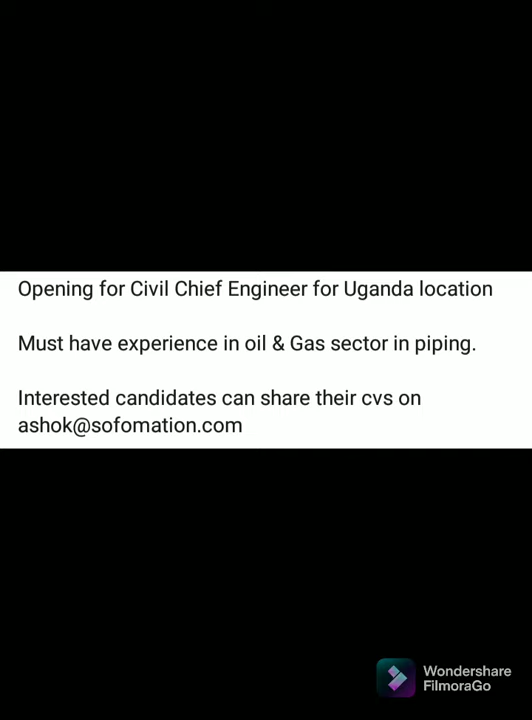 Opening for Civil Chief Engineer for Uganda location
Must have experience in oil & Gas sector in piping.
Interested candidates can share their cvs on
ashok@sofomation.com
Wondershare
FilmoraGo